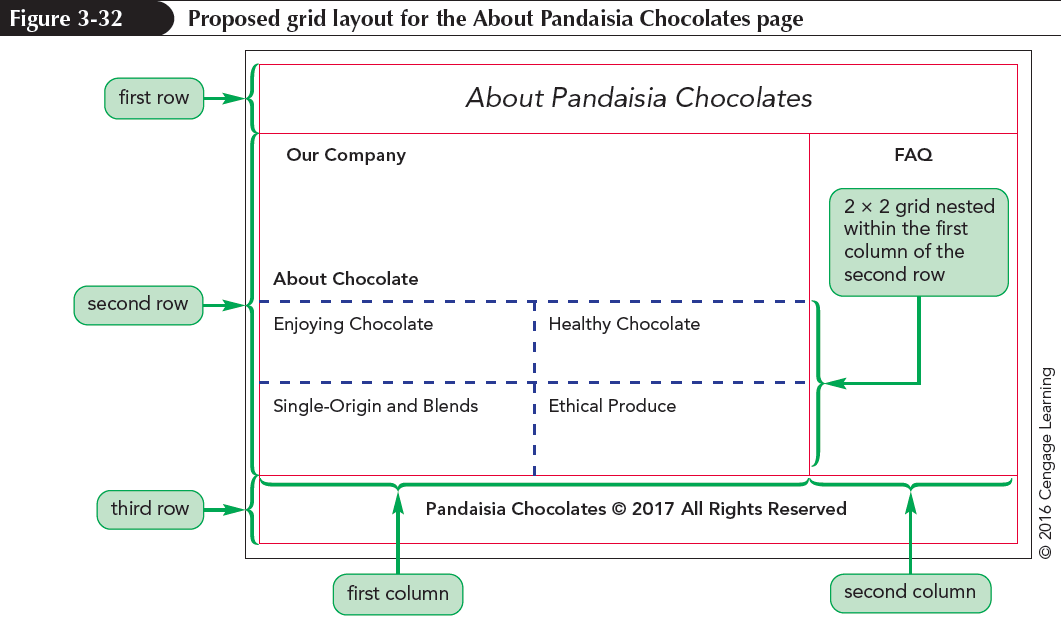 Figure 3-32
Proposed grid layout for the About Pandaisia Chocolates page
first row
About Pandaisia Chocolates
Our Company
FAQ
2 × 2 grid nested
within the first
column of the
second row
About Chocolate
second row
Enjoying Chocolate
Healthy Chocolate
Single-Origin and Blends
Ethical Produce
third row
Pandaisia Chocolates © 2017 All Rights Reserved
first column
second column
© 2016 Cengage Learning